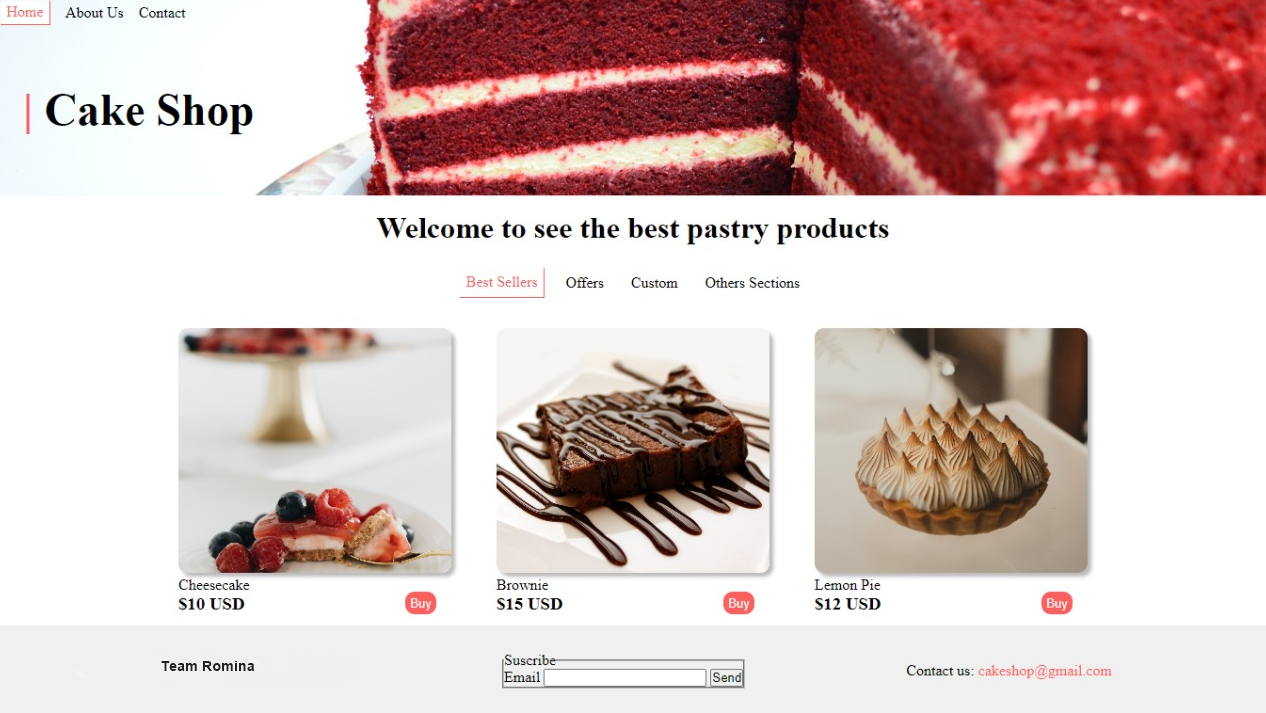 Home About Us Contact
Cake Shop
Welcome to see the best pastry products
Best Sellers Offers Custom Others Sections
Cheesecake
$10 USD Buy
Brownie
$15 USD Buy
Lemon Pie
$12 USD Buy
Team Romina
Suscribe
Email Send
Contact us: cakeshop@gmail.com